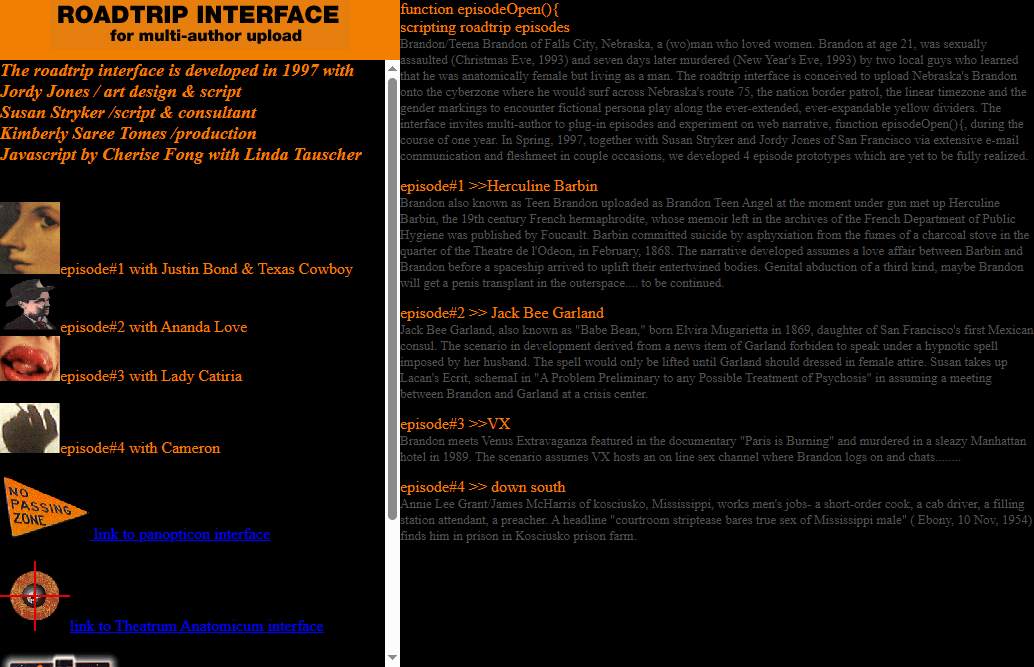 ROADTRIP INTERFACE
for multi-author upload
The roadtrip interface is developed in 1997 with
Jordy Jones / art design & script
Susan Stryker /script & consultant
Kimberly Saree Tomes /production
Javascript by Cherise Fong with Linda Tauscher
episode#1 with Justin Bond & Texas Cowboy
episode#2 with Ananda Love
episode#3 with Lady Catiria
episode#4 with Cameron
NO
PASSING
ZONE
link to panopticon interface
link to Theatrum Anatomicum interface
function episodeOpen(){
scripting roadtrip episodes
Brandon/Teena Brandon of Falls City, Nebraska, a (wo)man who loved women. Brandon at age 21, was sexually
assaulted (Christmas Eve, 1993) and seven days later murdered (New Year's Eve, 1993) by two local guys who learned
that he was anatomically female but living as a man. The roadtrip interface is conceived to upload Nebraska's Brandon
onto the cyberzone where he would surf across Nebraska's route 75, the nation border patrol, the linear timezone and the
gender markings to encounter fictional persona play along the ever-extended, ever-expandable yellow dividers. The
interface invites multi-author to plug-in episodes and experiment on web narrative, function episodeOpen(){, during the
course of one year. In Spring, 1997, together with Susan Stryker and Jordy Jones of San Francisco via extensive e-mail
communication and fleshmeet in couple occasions, we developed 4 episode prototypes which are yet to be fully realized.
episode#1 >>Herculine Barbin
Brandon also known as Teen Brandon uploaded as Brandon Teen Angel at the moment under gun met up Herculine
Barbin, the 19th century French hermaphrodite, whose memoir left in the archives of the French Department of Public
Hygiene was published by Foucault. Barbin committed suicide by asphyxiation from the fumes of a charcoal stove in the
quarter of the Theatre de l'Odeon, in February, 1868. The narrative developed assumes a love affair between Barbin and
Brandon before a spaceship arrived to uplift their entertwined bodies. Genital abduction of a third kind, maybe Brandon
will get a penis transplant in the outerspace.... to be continued.
episode#2 >> Jack Bee Garland
Jack Bee Garland, also known as "Babe Bean," born Elvira Mugarietta in 1869, daughter of San Francisco's first Mexican
consul. The scenario in development derived from a news item of Garland forbiden to speak under a hypnotic spell
imposed by her husband. The spell would only be lifted until Garland should dressed in female attire. Susan takes up
Lacan's Ecrit, schemaI in "A Problem Preliminary to any Possible Treatment of Psychosis" in assuming a meeting
between Brandon and Garland at a crisis center.
episode#3 >>VX
Brandon meets Venus Extravaganza featured in the documentary "Paris is Burning" and murdered in a sleazy Manhattan
hotel in 1989. The scenario assumes VX hosts an on line sex channel where Brandon logs on and chats........
episode#4 >> down south
Annie Lee Grant/James McHarris of kosciusko, Mississippi, works men's jobs- a short-order cook, a cab driver, a filling
station attendant, a preacher. A headline "courtroom striptease bares true sex of Mississippi male" ( Ebony, 10 Nov, 1954)
finds him in prison in Kosciusko prison farm.